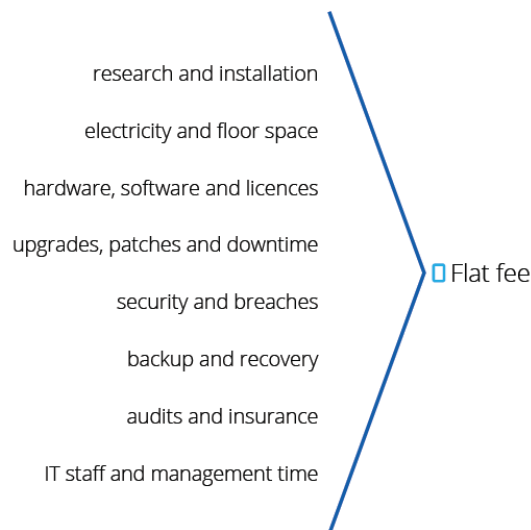 research and installation
electricity and floor space
hardware, software and licences
upgrades, patches and downtime
security and breaches
backup and recovery
audits and insurance
IT staff and management time
Flat fee